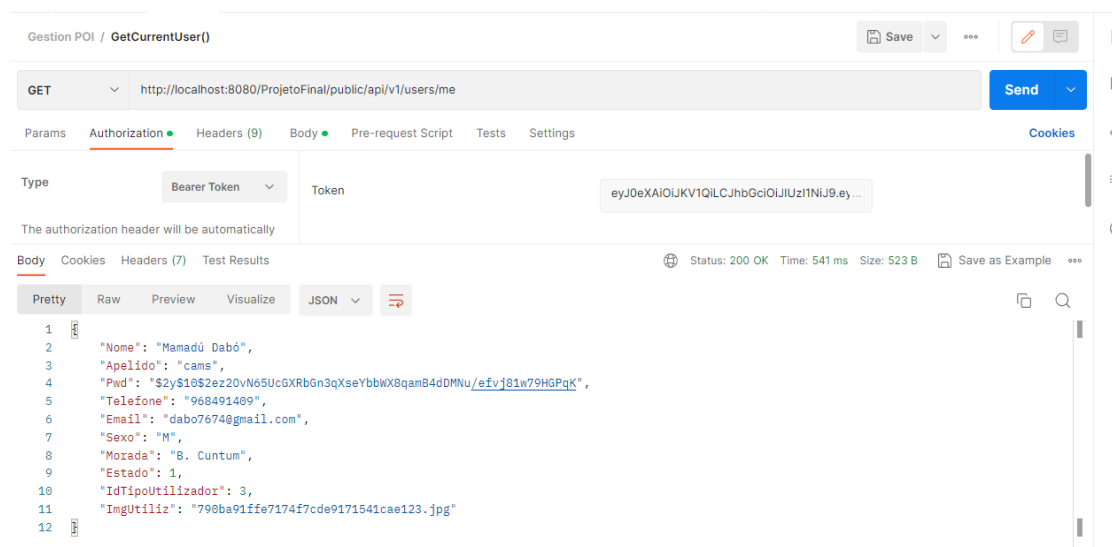 Gestion POI / GetCurrentUser()
Save
GET http://localhost:8080/ProjetoFinal/public/api/v1/users/me Send
Params Authorization Headers (9) Body Pre-request Script Tests Settings Cookies
Type Bearer Token Token eyJ0eXAiOiJKV1QiLCJhbGciOiJIUzI1NiJ9.ey...
The authorization header will be automatically
Body Cookies Headers (7) Test Results Status: 200 OK Time: 541 ms Size: 523 B Save as Example
Pretty Raw Preview Visualize JSON
1 {
2 "Nome": "Mamadú Dabó",
3 "Apelido": "cams",
4 "Pwd": "$2y$10$2ez2OvN65UcGXRbGn3qXseYbbWX8qamB4dDMNu/efvj81w79HGPqK",
5 "Telefone": "968491409",
6 "Email": "dabo7674@gmail.com",
7 "Sexo": "M",
8 "Morada": "B. Cuntum",
9 "Estado": 1,
10 "IdTipoUtilizador": 3,
11 "ImgUtiliz": "790ba91ffe7174f7cde9171541cae123.jpg"
12 }